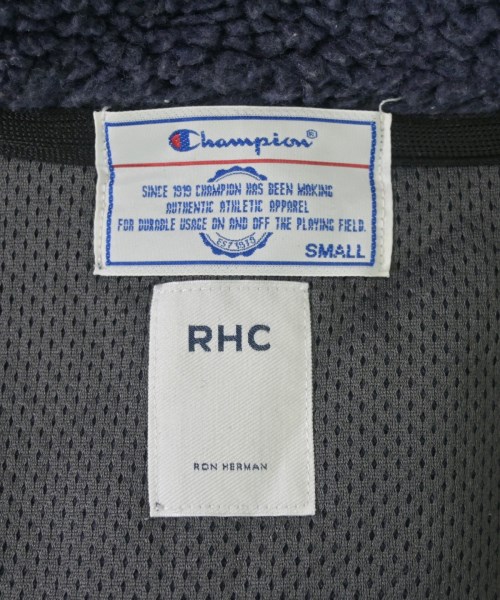 Champion®
SINCE 1919 CHAMPION HAS BEEN MAKING
AUTHENTIC ATHLETIC APPAREL
FOR DURABLE USAGE ON AND OFF THE PLAYING FIELD.
EST 1919
SMALL
RHC
RON HERMAN